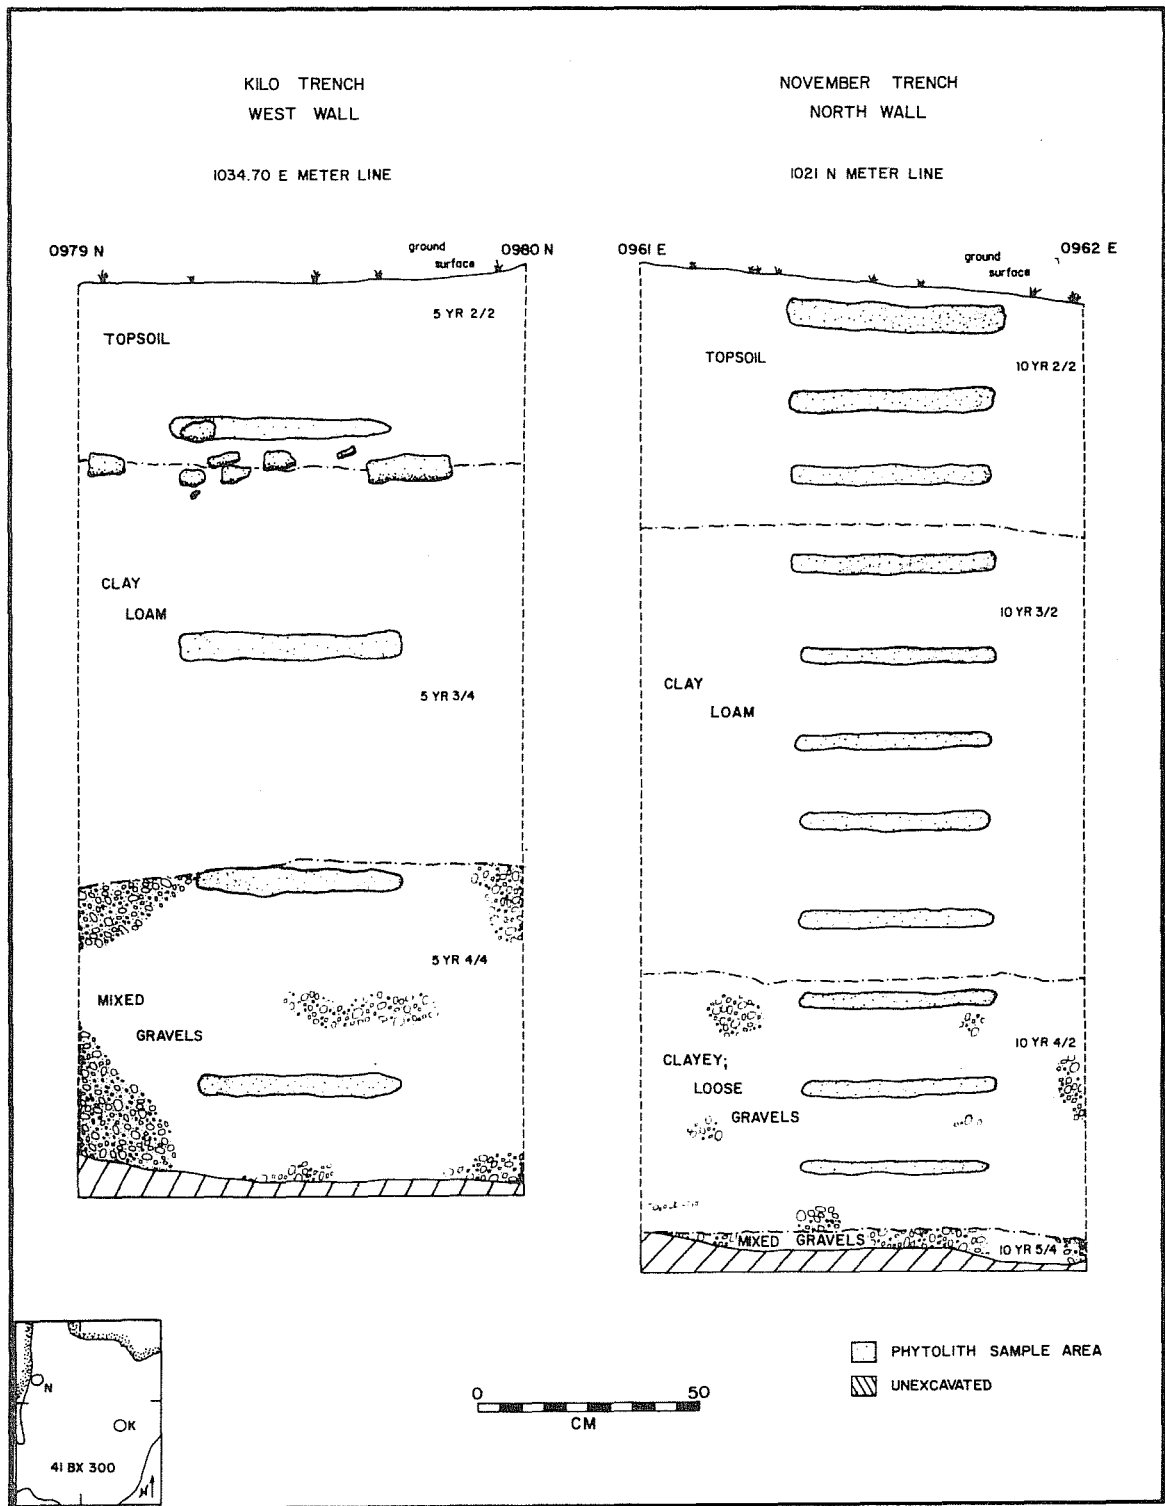 KILO TRENCH
WEST WALL
1034.70 E METER LINE
0979 N
ground
surface
0980 N
5 YR 2/2
TOPSOIL
CLAY
LOAM
5 YR 3/4
5 YR 4/4
MIXED
GRAVELS
NOVEMBER TRENCH
NORTH WALL
1021 N METER LINE
0961 E
ground
surface
0962 E
TOPSOIL
10 YR 2/2
10 YR 3/2
CLAY
LOAM
10 YR 4/2
CLAYEY;
LOOSE
GRAVELS
MIXED GRAVELS
10 YR 5/4
N
K
41 BX 300
N
0 50
CM
PHYTOLITH SAMPLE AREA
UNEXCAVATED